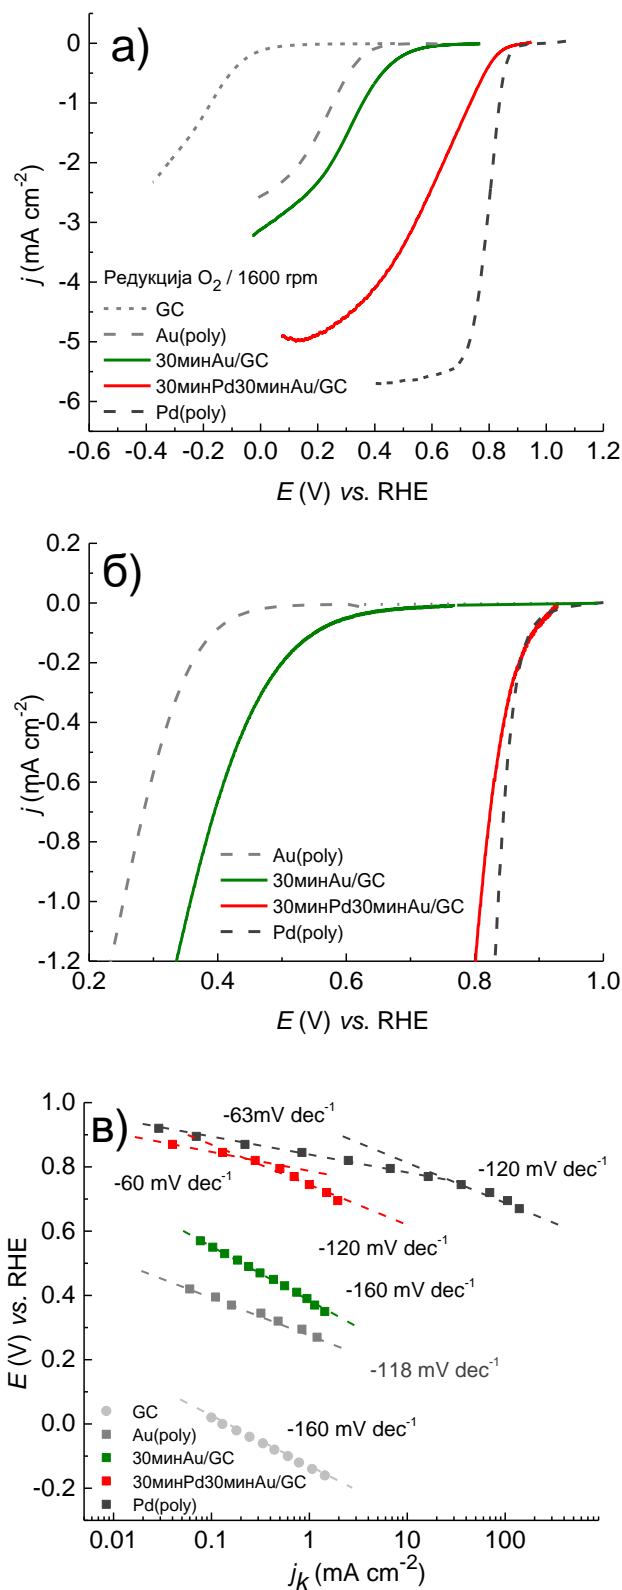 а)
0
-1
-2
-3
-4
-5
-6
j (mA cm-2)
Редукција O2 / 1600 rpm
GC
Au(poly)
30минAu/GC
30минPd30минAu/GC
Pd(poly)
-0.6 -0.4 -0.2 0.0 0.2 0.4 0.6 0.8 1.0 1.2
E (V) vs. RHE
б)
0.2
0.0
-0.2
-0.4
-0.6
-0.8
-1.0
-1.2
j (mA cm-2)
Au(poly)
30минAu/GC
30минPd30минAu/GC
Pd(poly)
0.2 0.4 0.6 0.8 1.0
E (V) vs. RHE
в)
1.0
0.8
0.6
0.4
0.2
0.0
-0.2
E (V) vs. RHE
-63mV dec-1
-120 mV dec-1
-60 mV dec-1
-120 mV dec-1
-160 mV dec-1
-118 mV dec-1
-160 mV dec-1
GC
Au(poly)
30минAu/GC
30минPd30минAu/GC
Pd(poly)
0.01 0.1 1 10 100
jk (mA cm-2)